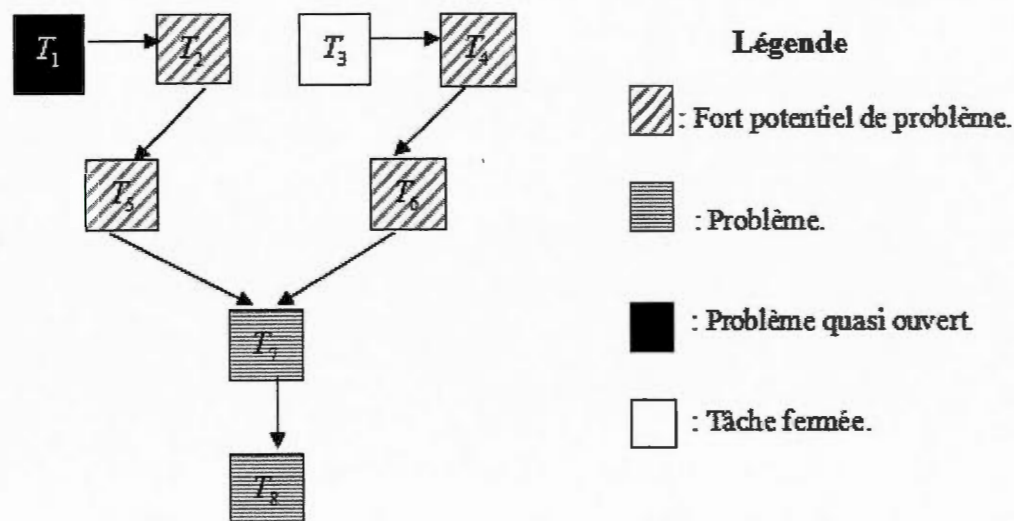 T1 T2 T3 T4
Légende
: Fort potentiel de problème.
T5 T6
: Problème.
: Problème quasi ouvert.
T7
: Tâche fermée.
T8